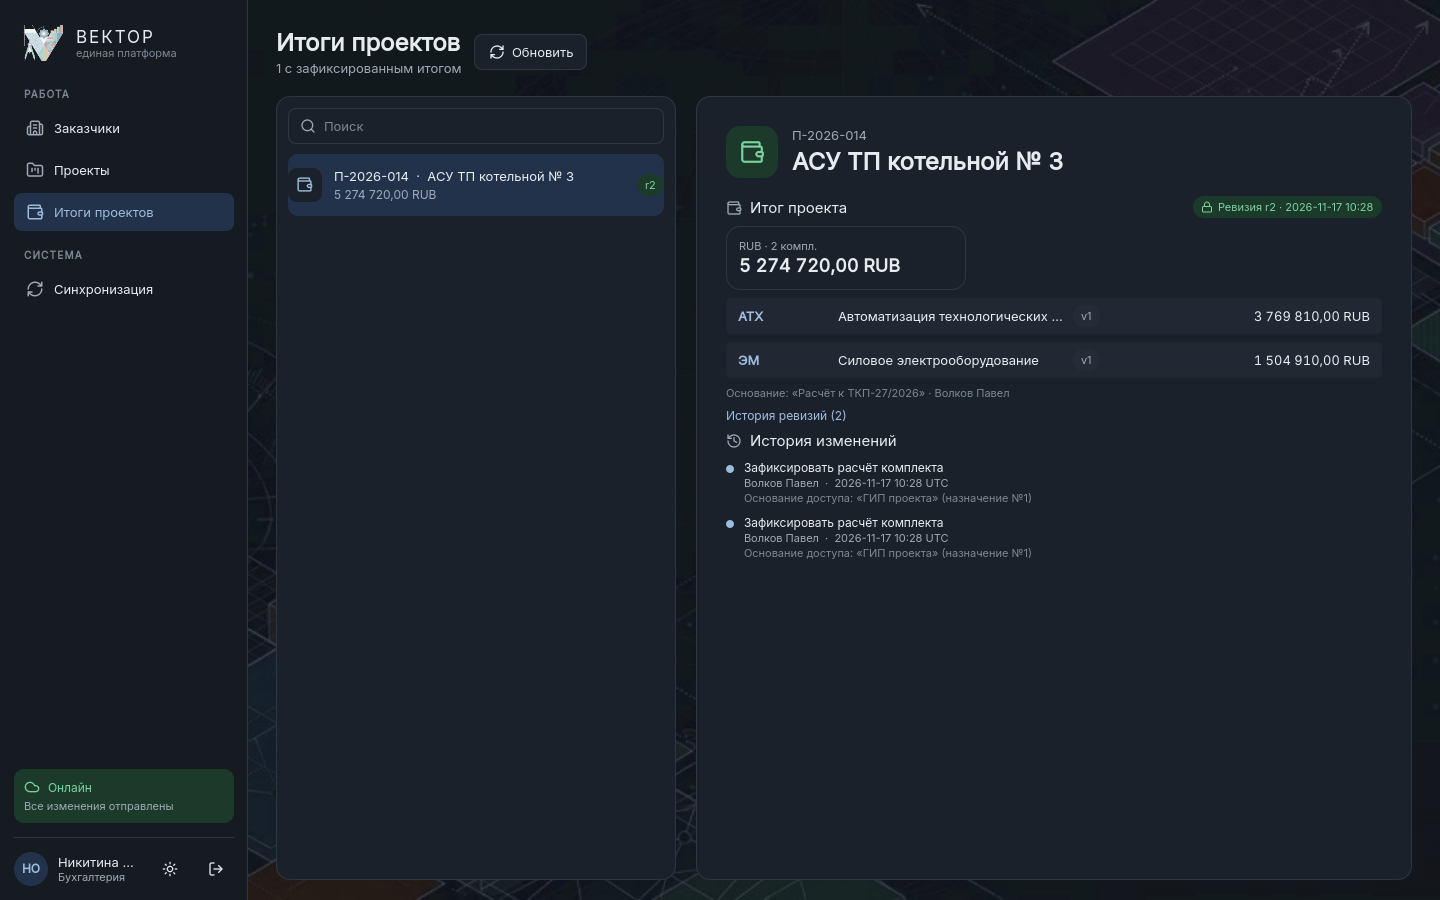 ВЕКТОР
единая платформа
РАБОТА
Заказчики
Проекты
Итоги проектов
СИСТЕМА
Синхронизация
Онлайн
Все изменения отправлены
НО
Никитина ...
Бухгалтерия
Итоги проектов
1 с зафиксированным итогом
Обновить
Поиск
П-2026-014 · АСУ ТП котельной № 3
5 274 720,00 RUB
r2
П-2026-014
АСУ ТП котельной № 3
Итог проекта
Ревизия r2 · 2026-11-17 10:28
RUB · 2 компл.
5 274 720,00 RUB
АТХ Автоматизация технологических ... v1 3 769 810,00 RUB
ЭМ Силовое электрооборудование v1 1 504 910,00 RUB
Основание: «Расчёт к ТКП-27/2026» · Волков Павел
История ревизий (2)
История изменений
Зафиксировать расчёт комплекта
Волков Павел · 2026-11-17 10:28 UTC
Основание доступа: «ГИП проекта» (назначение №1)
Зафиксировать расчёт комплекта
Волков Павел · 2026-11-17 10:28 UTC
Основание доступа: «ГИП проекта» (назначение №1)